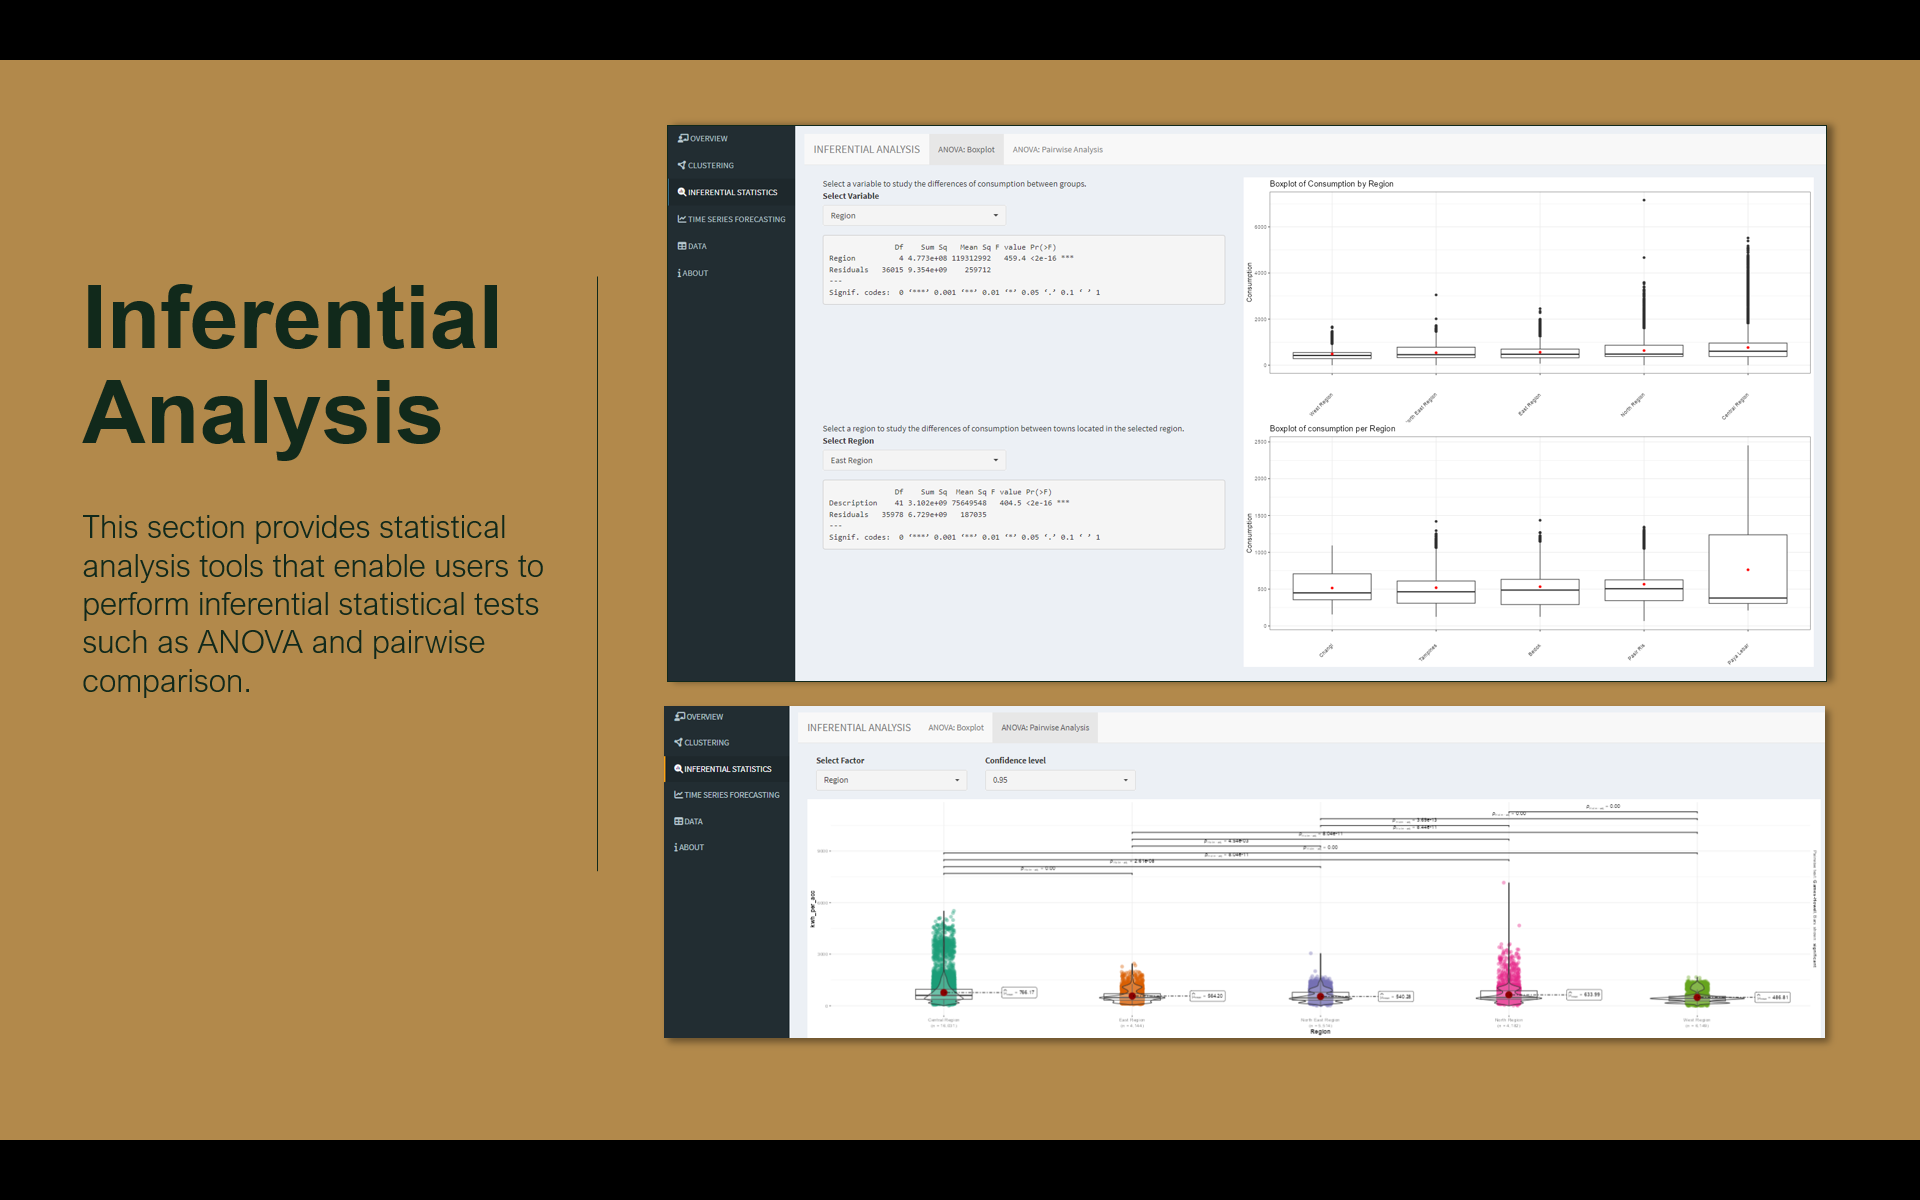 Inferential
Analysis
This section provides statistical
analysis tools that enable users to
perform inferential statistical tests
such as ANOVA and pairwise
comparison.
OVERVIEW
CLUSTERING
INFERENTIAL STATISTICS
TIME SERIES FORECASTING
DATA
ABOUT
INFERENTIAL ANALYSIS ANOVA: Boxplot ANOVA: Pairwise Analysis
Select a variable to study the differences of consumption between groups.
Select Variable
Region
Df Sum Sq Mean Sq F value Pr(>F)
Region 4 4.773e+08 119312992 459.4 <2e-16 ***
Residuals 36015 9.354e+09 259712
---
Signif. codes: 0 ‘***’ 0.001 ‘**’ 0.01 ‘*’ 0.05 ‘.’ 0.1 ‘ ’ 1
Boxplot of Consumption by Region
Consumption
6000
4000
2000
0
West Region
East Region
East Region
North Region
Central Region
Select a region to study the differences of consumption between towns located in the selected region.
Select Region
East Region
Df Sum Sq Mean Sq F value Pr(>F)
Description 41 3.102e+09 75649548 404.5 <2e-16 ***
Residuals 35978 6.729e+09 187035
---
Signif. codes: 0 ‘***’ 0.001 ‘**’ 0.01 ‘*’ 0.05 ‘.’ 0.1 ‘ ’ 1
Boxplot of consumption per Region
Consumption
2500
2000
1500
1000
500
0
Changi
Tampines
Bedok
Pasir Ris
Paya Lebar
OVERVIEW
CLUSTERING
INFERENTIAL STATISTICS
TIME SERIES FORECASTING
DATA
ABOUT
INFERENTIAL ANALYSIS ANOVA: Boxplot ANOVA: Pairwise Analysis
Select Factor
Region
Confidence level
0.95
kwh_per_acc
Central Region
East Region
North East Region
North Region
West Region
Region